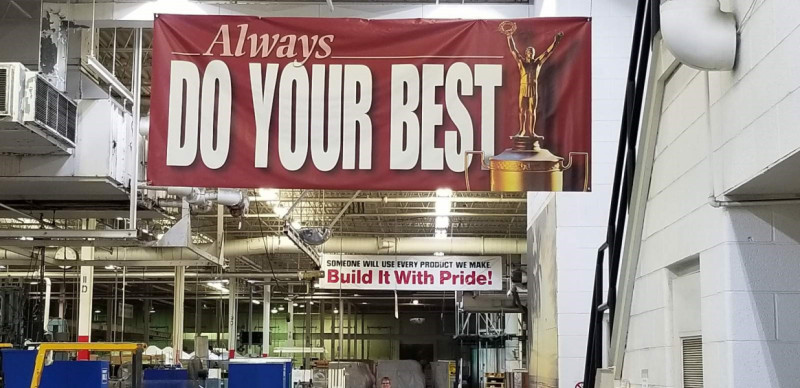 Always
DO YOUR BEST
SOMEONE WILL USE EVERY PRODUCT WE MAKE.
Build It With Pride!